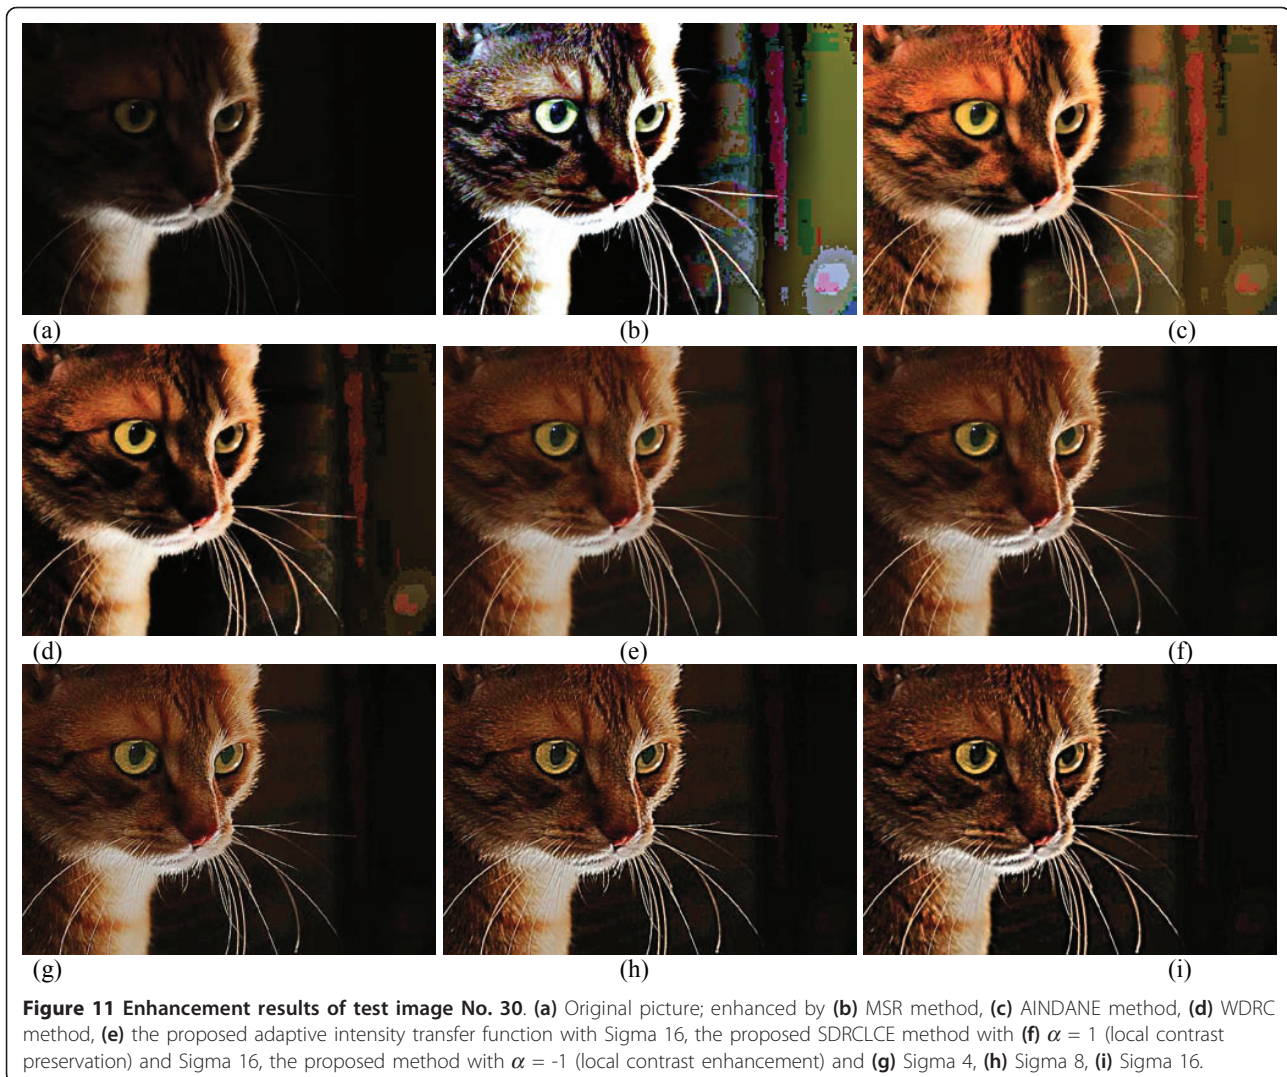 (a)
(b)
(c)
(d)
(e)
(f)
(g)
(h)
(i)
Figure 11 Enhancement results of test image No. 30. (a) Original picture; enhanced by (b) MSR method, (c) AINDANE method, (d) WDRC
method, (e) the proposed adaptive intensity transfer function with Sigma 16, the proposed SDRCLCE method with (f) α = 1 (local contrast
preservation) and Sigma 16, the proposed method with α = -1 (local contrast enhancement) and (g) Sigma 4, (h) Sigma 8, (i) Sigma 16.